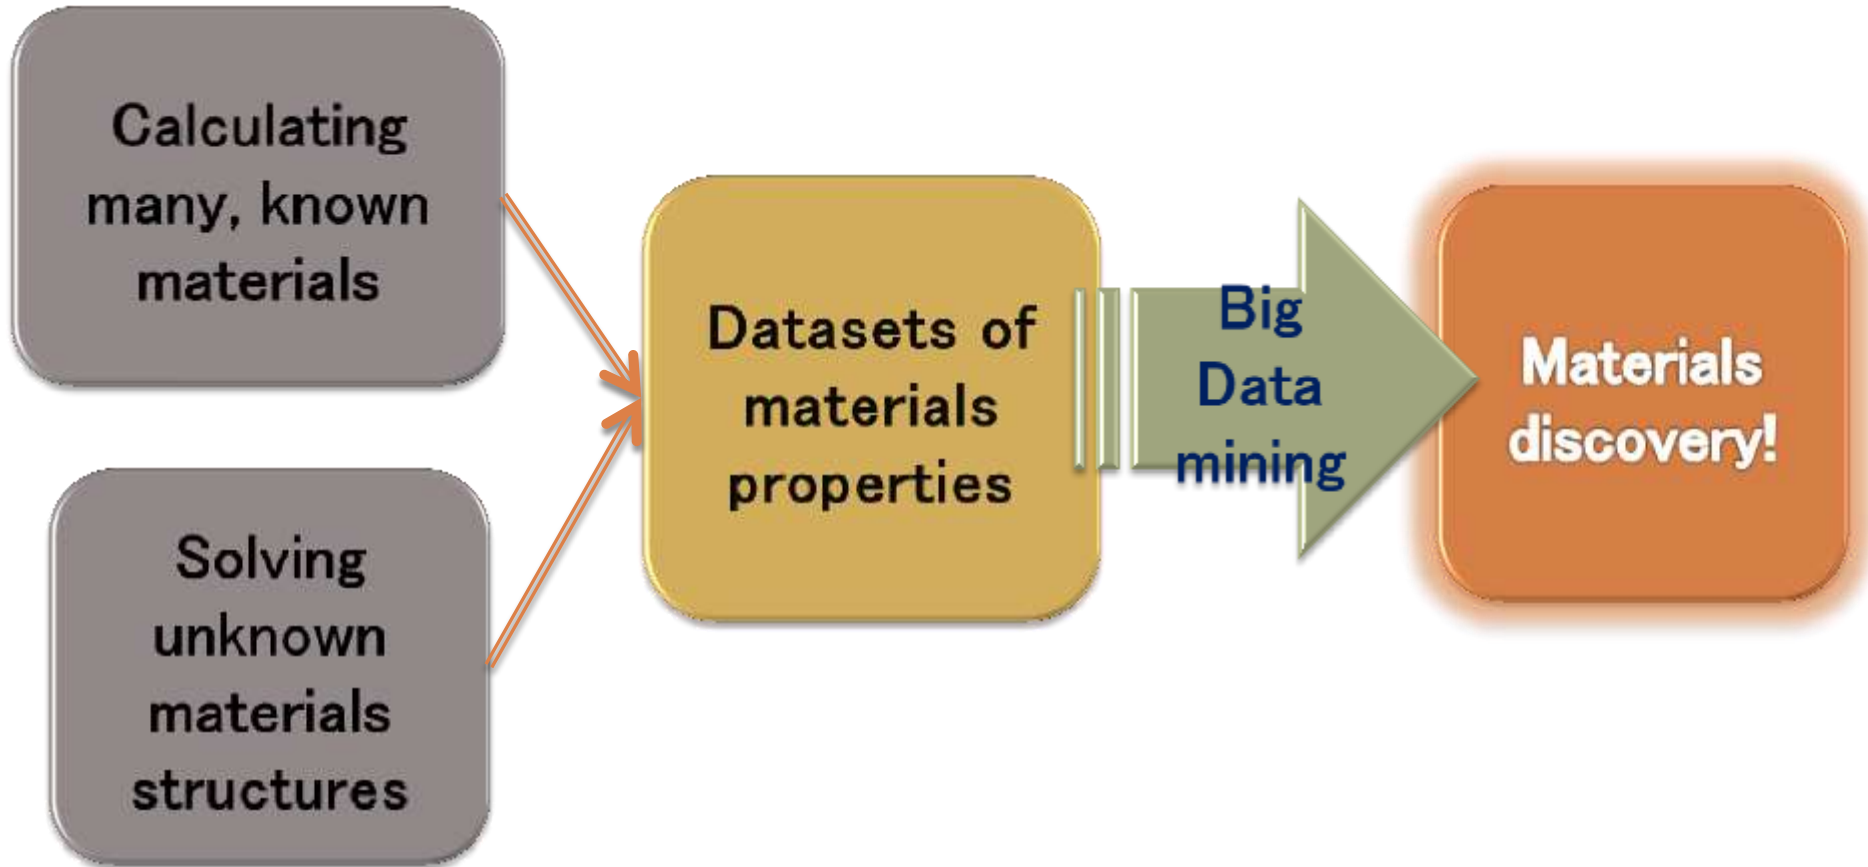 Calculating
many, known
materials
Solving
unknown
materials
structures
Datasets of
materials
properties
Big
Data
mining
Materials
discovery!